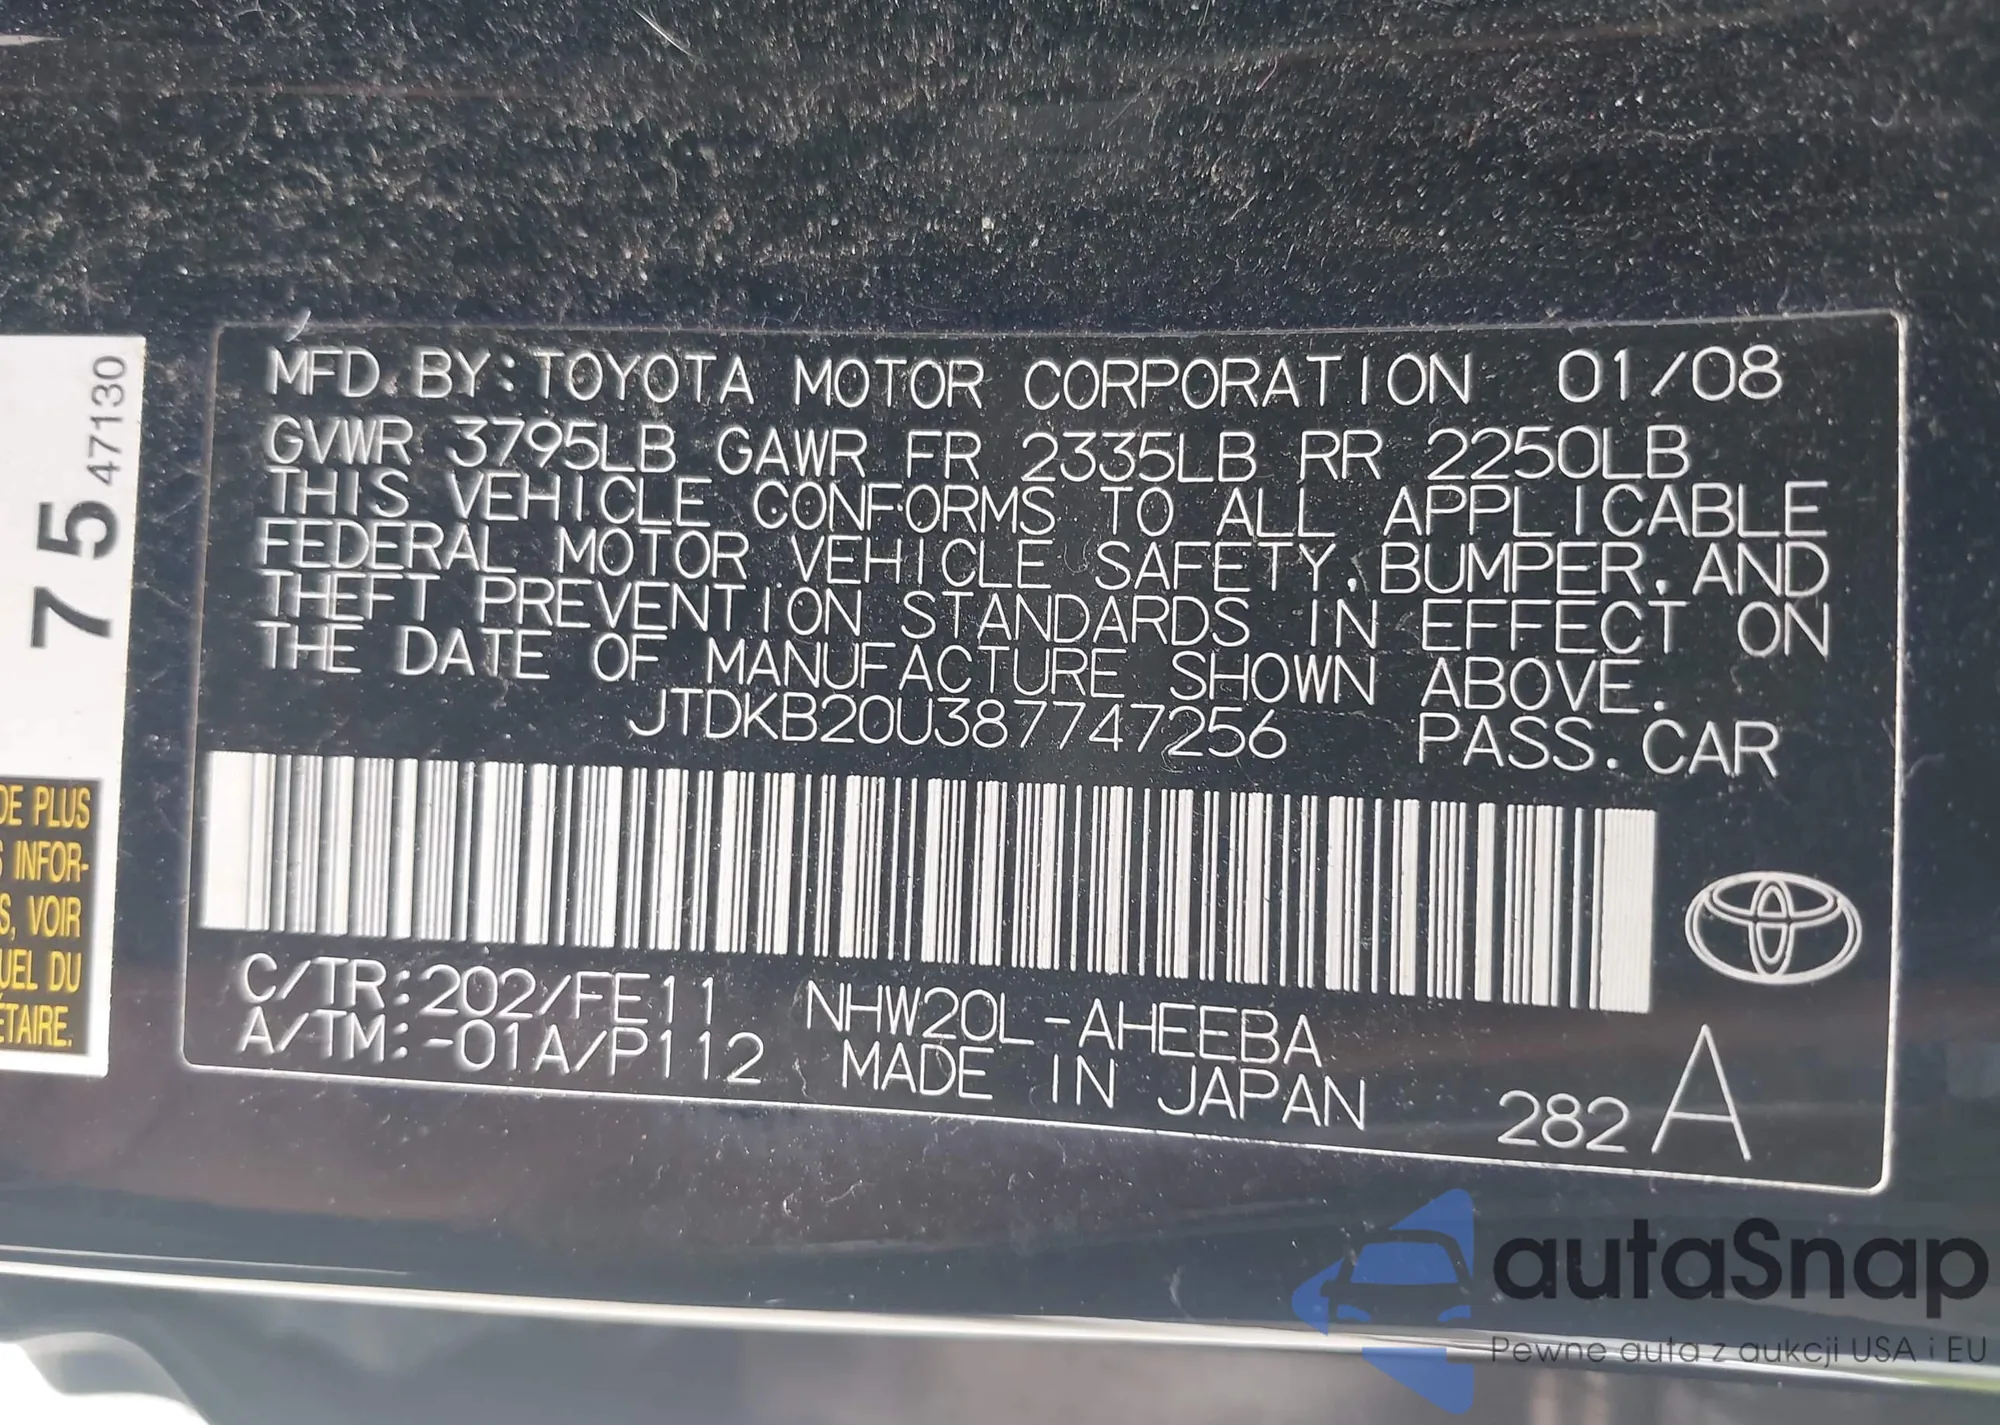 MFD. BY: TOYOTA MOTOR CORPORATION 01/08
GVWR 3795LB GAWR FR 2335LB RR 2250LB
THIS VEHICLE CONFORMS TO ALL APPLICABLE
FEDERAL MOTOR VEHICLE SAFETY, BUMPER, AND
THEFT PREVENTION STANDARDS IN EFFECT ON
THE DATE OF MANUFACTURE SHOWN ABOVE.
JTDKB20U387747256 PASS. CAR
C/TR: 202/FE11 NHW20L-AHEEBA
A/TM: -01A/P112 MADE IN JAPAN 282 A
75 47130
DE PLUS
INFOR-
S, VOIR
UEL DU
ÉTAIRE.
autaSnap
Pewne auta z aukcji USA i EU